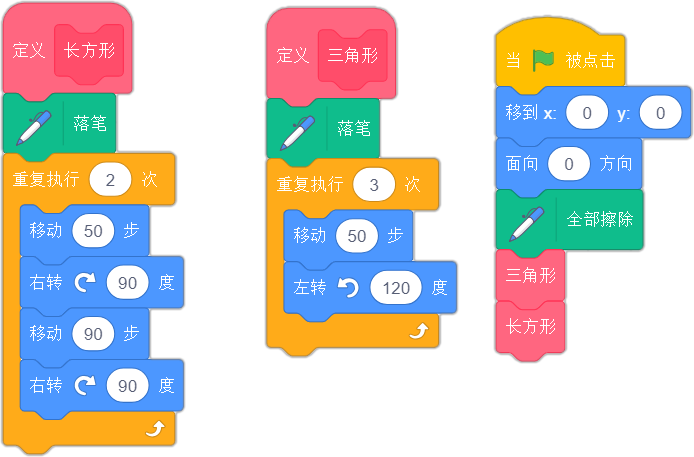 定义 长方形
落笔
重复执行 2 次
移动 50 步
右转 90 度
移动 90 步
右转 90 度
定义 三角形
落笔
重复执行 3 次
移动 50 步
左转 120 度
当 被点击
移到 x: 0 y: 0
面向 0 方向
全部擦除
三角形
长方形